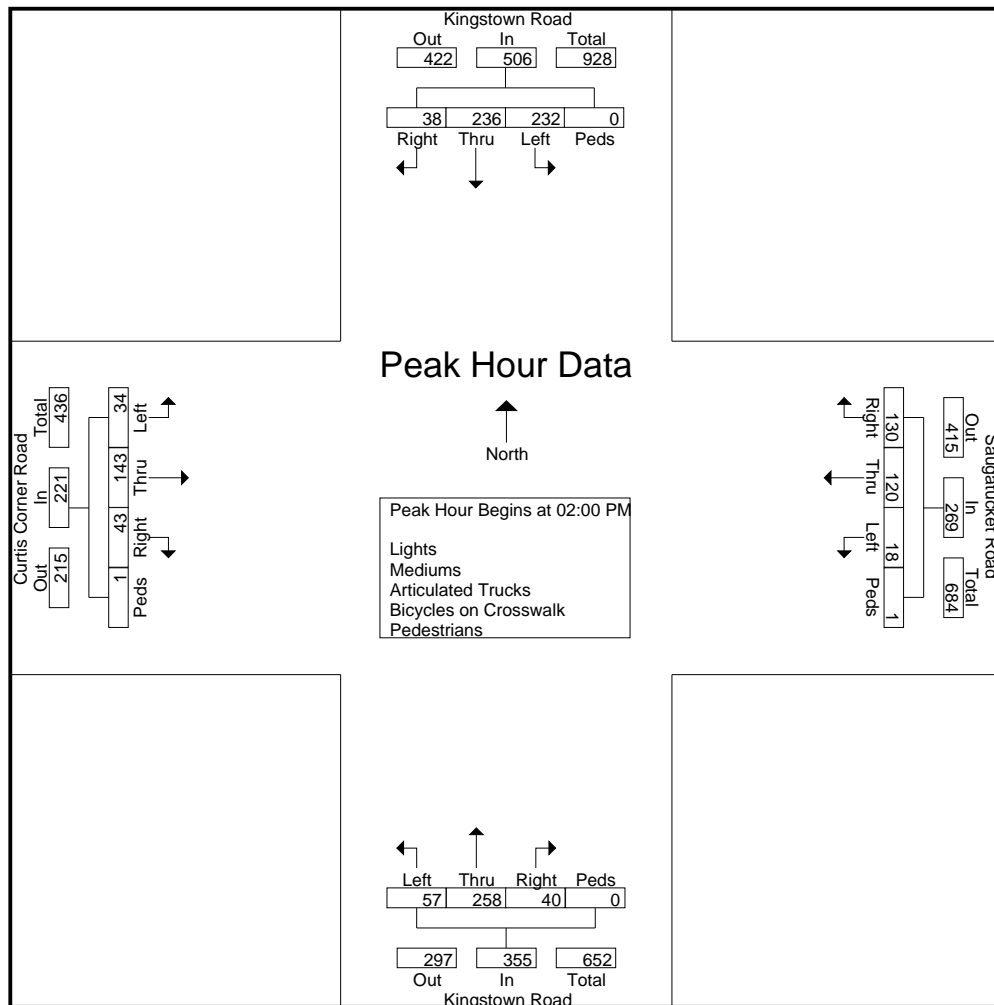 Kingstown Road
Out In Total
422 506 928
38 236 232 0
Right Thru Left Peds
Peak Hour Data
North
Peak Hour Begins at 02:00 PM
Lights
Mediums
Articulated Trucks
Bicycles on Crosswalk
Pedestrians
Curtis Corner Road
Out In Total
215 221 436
34 143 43 1
Left Thru Right Peds
Saugatucket Road
Out In Total
415 269 684
130 120 18 1
Right Thru Left Peds
Left Thru Right Peds
57 258 40 0
297 355 652
Out In Total
Kingstown Road